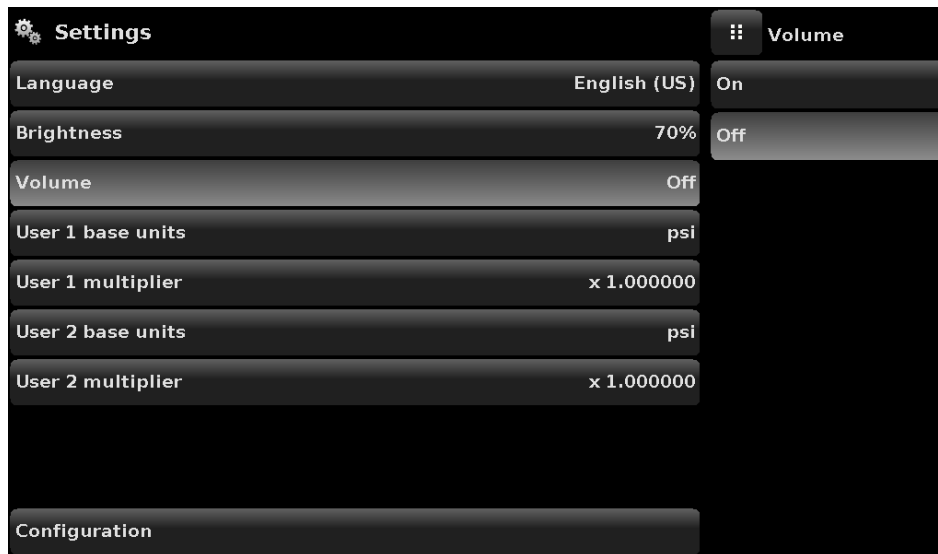 Settings
Language English (US)
Brightness 70%
Volume Off
User 1 base units psi
User 1 multiplier x 1.000000
User 2 base units psi
User 2 multiplier x 1.000000
Configuration
Volume
On
Off